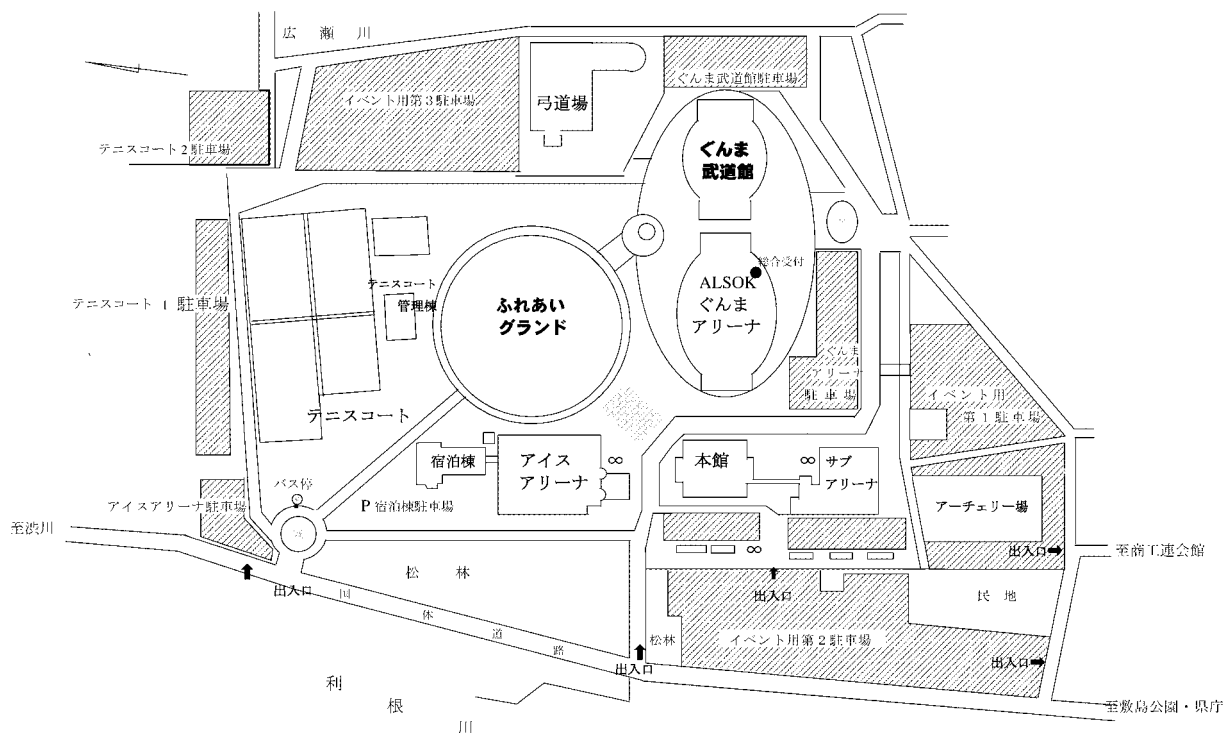 広瀬川
イベント用第3駐車場
弓道場
ぐんま武道館駐車場
テニスコート2駐車場
ぐんま
武道館
総合受付
ALSOK
ぐんま
アリーナ
テニスコート
管理棟
ふれあい
グランド
テニスコート1駐車場
ぐんま
アリーナ
駐車場
イベント用
第1駐車場
テニスコート
宿泊棟
アイス
アリーナ
本館
サブ
アリーナ
バス停
アイスアリーナ駐車場
P 宿泊棟駐車場
アーチェリー場
至渋川
出入口
至商工連会館
松林
出入口
国体道路
出入口
民地
松林
イベント用第2駐車場
出入口
出入口
利根川
至敷島公園・県庁